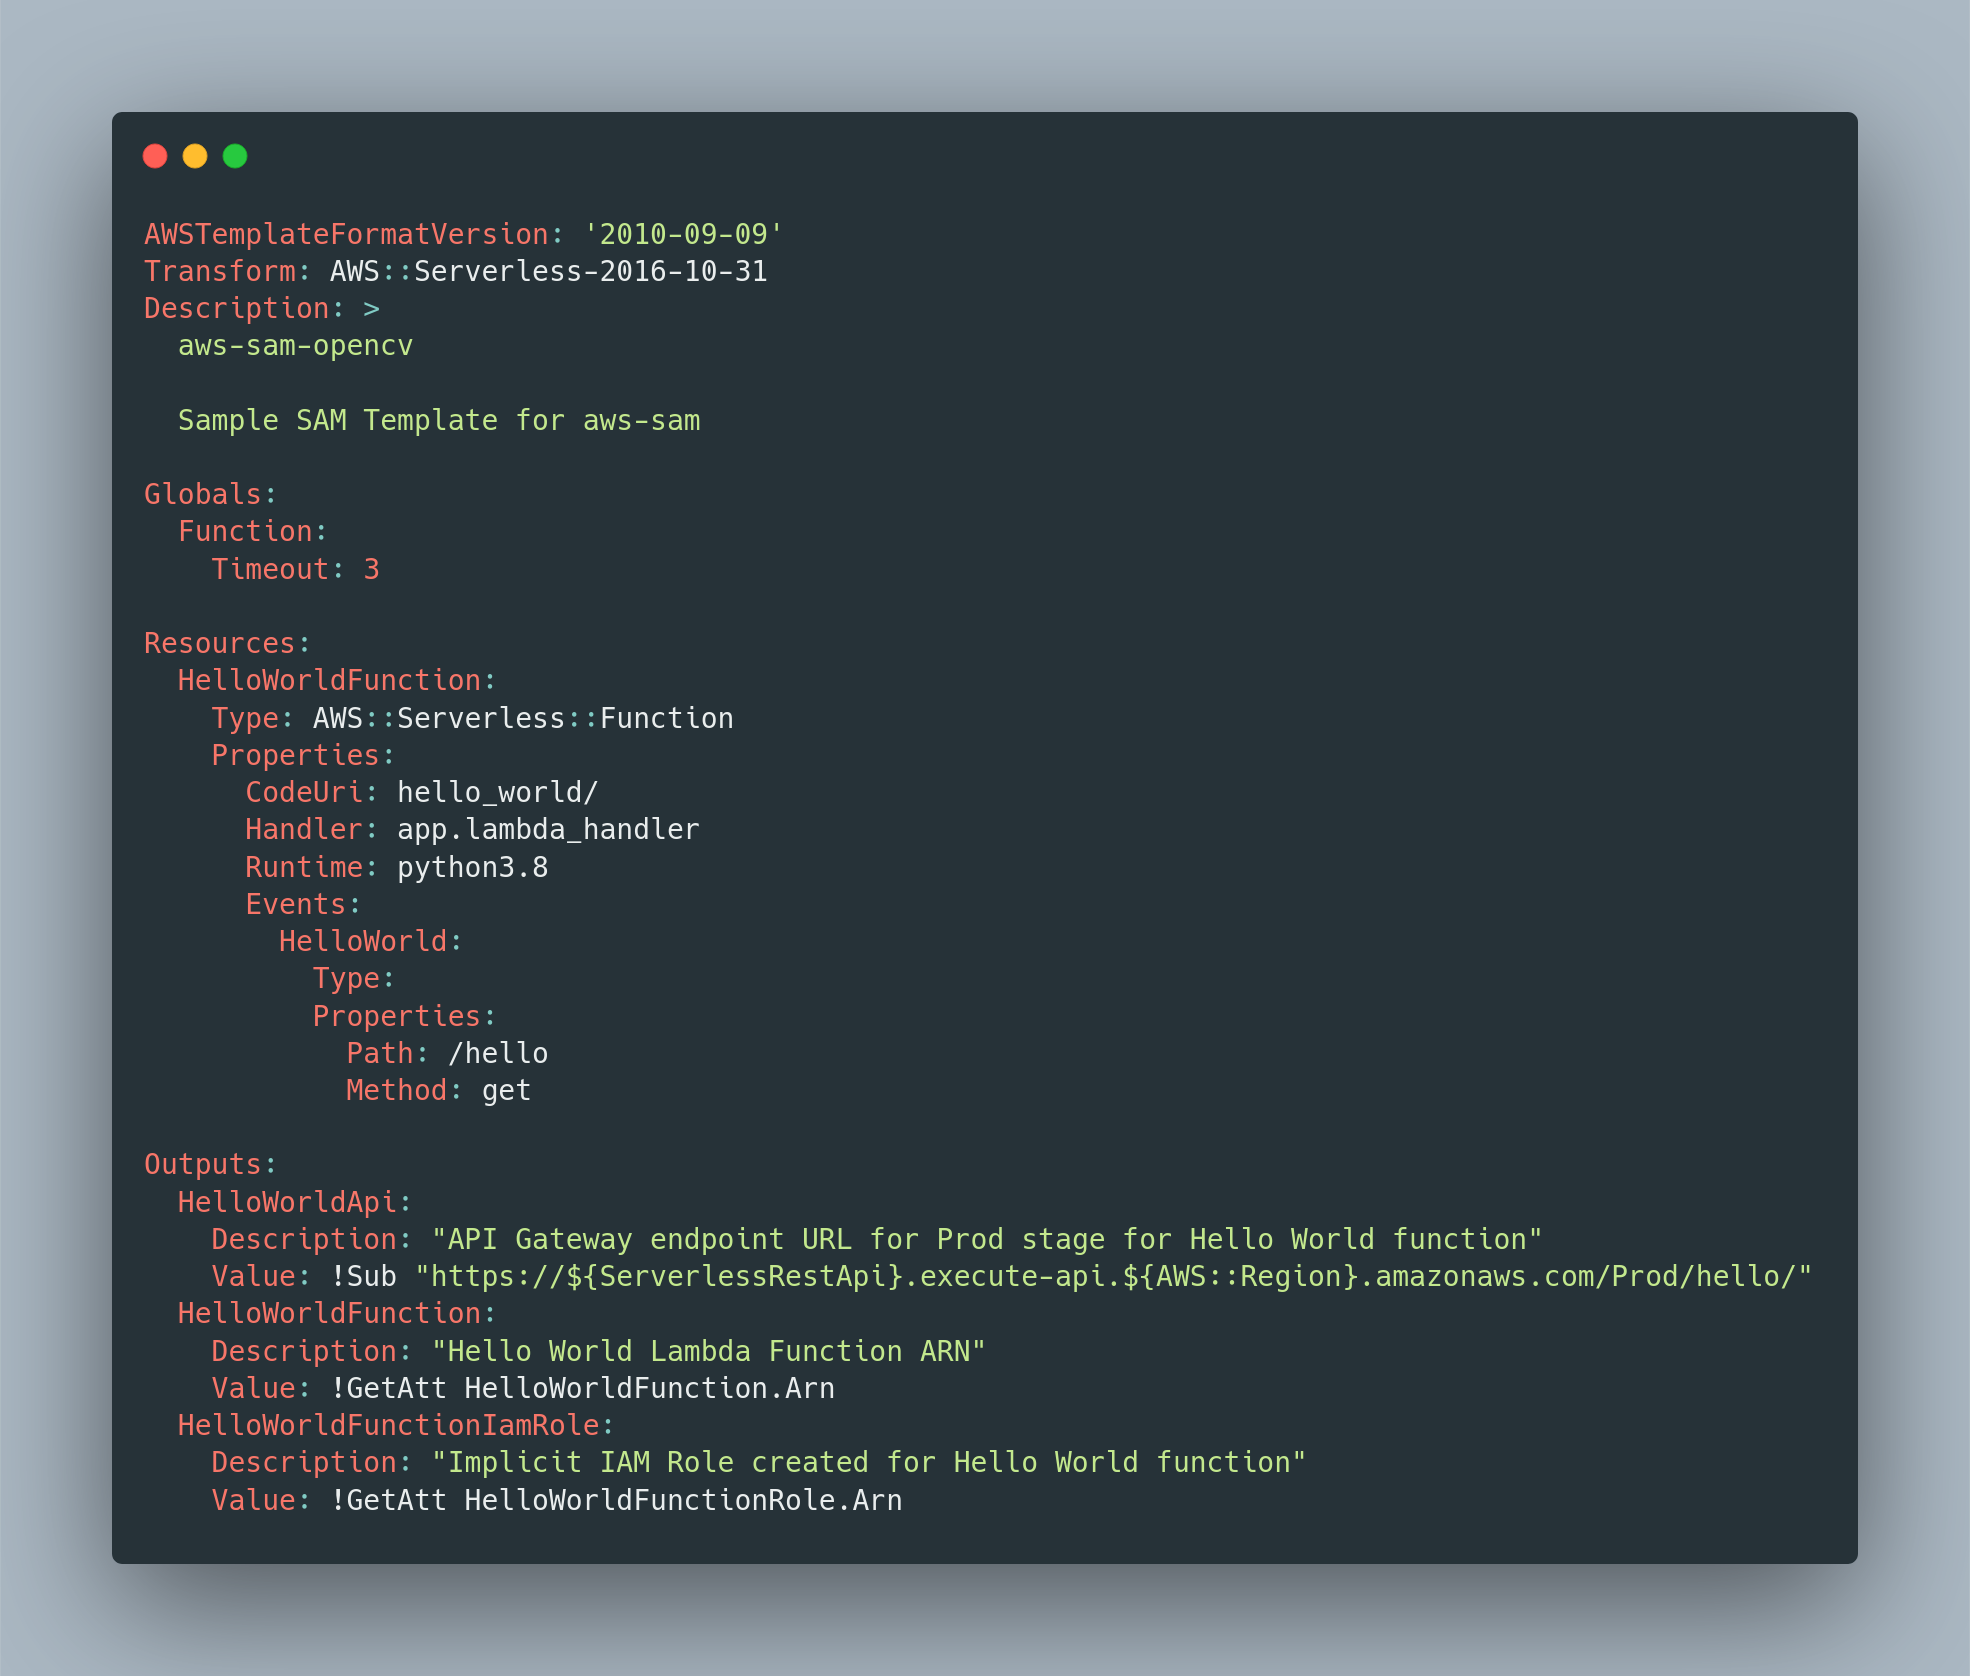 AWSTemplateFormatVersion: '2010-09-09'
Transform: AWS::Serverless-2016-10-31
Description: >
  aws-sam-opencv

  Sample SAM Template for aws-sam

Globals:
  Function:
    Timeout: 3

Resources:
  HelloWorldFunction:
    Type: AWS::Serverless::Function
    Properties:
      CodeUri: hello_world/
      Handler: app.lambda_handler
      Runtime: python3.8
      Events:
        HelloWorld:
          Type:
          Properties:
            Path: /hello
            Method: get

Outputs:
  HelloWorldApi:
    Description: "API Gateway endpoint URL for Prod stage for Hello World function"
    Value: !Sub "https://${ServerlessRestApi}.execute-api.${AWS::Region}.amazonaws.com/Prod/hello/"
  HelloWorldFunction:
    Description: "Hello World Lambda Function ARN"
    Value: !GetAtt HelloWorldFunction.Arn
  HelloWorldFunctionIamRole:
    Description: "Implicit IAM Role created for Hello World function"
    Value: !GetAtt HelloWorldFunctionRole.Arn